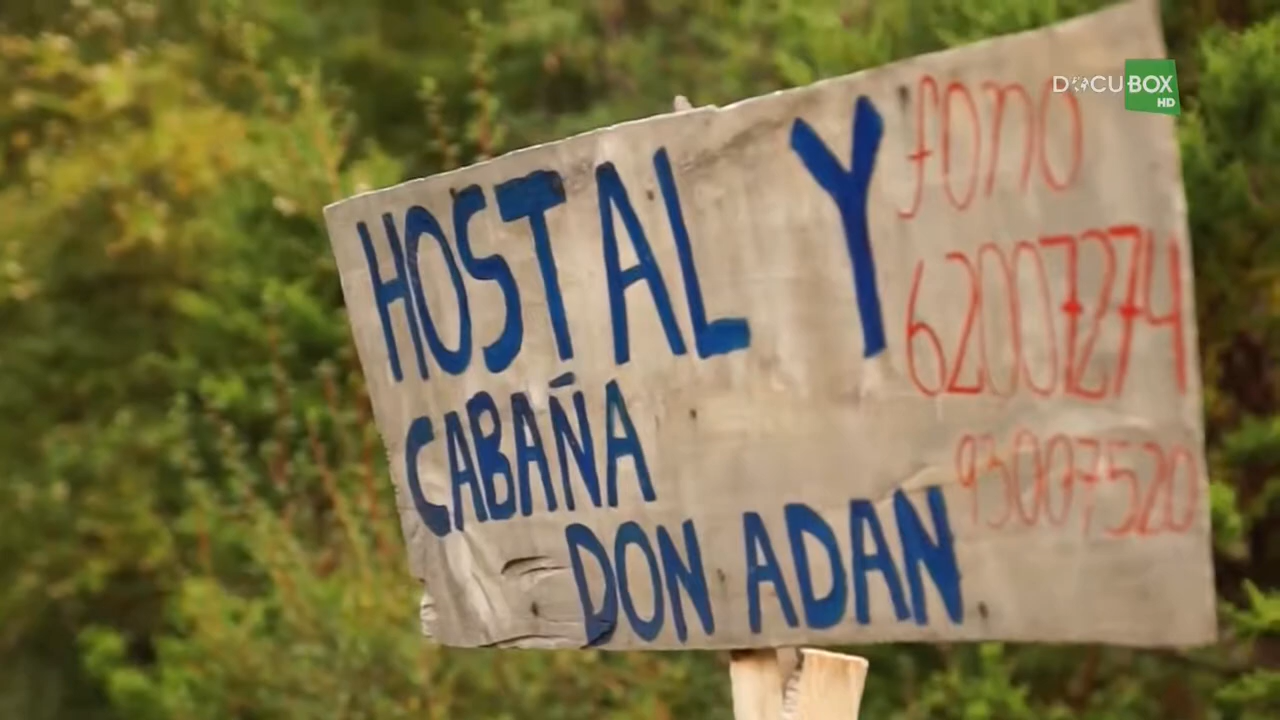 HOSTAL Y
CABAÑA
DON ADAN
fono
62007274
93007520
DOCUBOX
HD